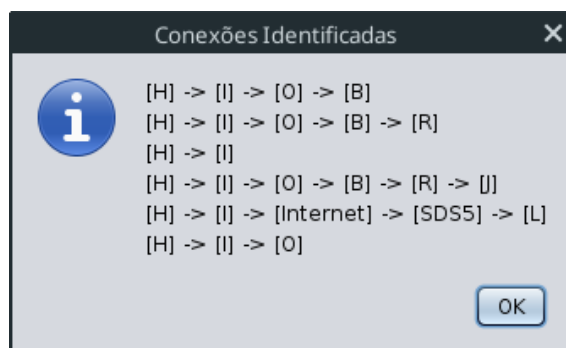 Conexões Identificadas
[H] -> [I] -> [O] -> [B]
[H] -> [I] -> [O] -> [B] -> [R]
[H] -> [I]
[H] -> [I] -> [O] -> [B] -> [R] -> [J]
[H] -> [I] -> [Internet] -> [SDS5] -> [L]
[H] -> [I] -> [O]
OK